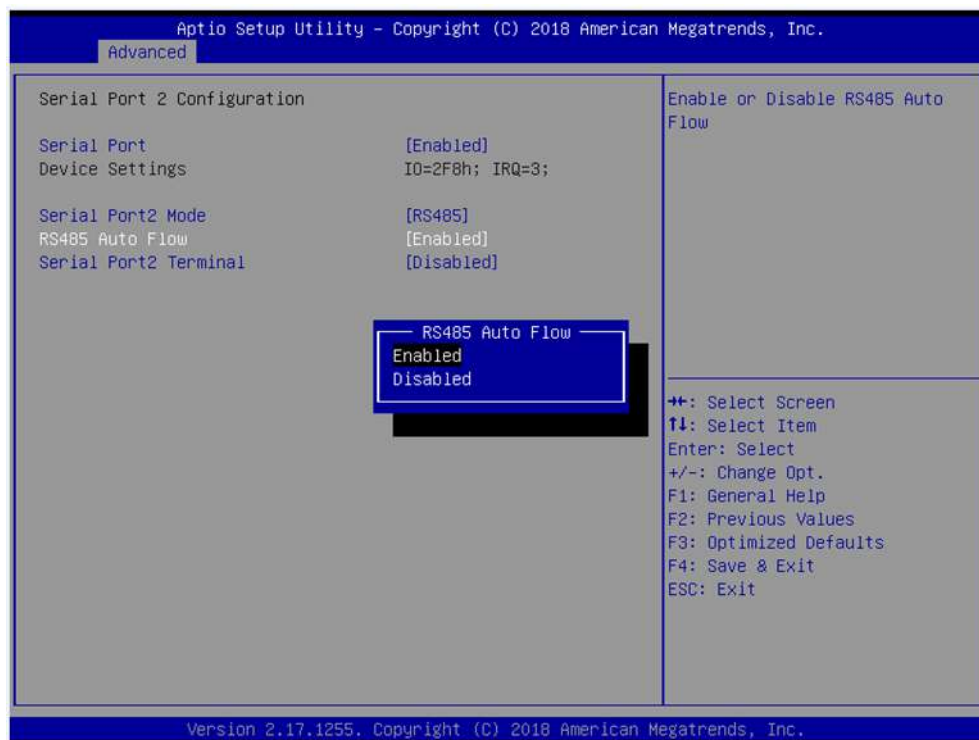 Aptio Setup Utility – Copyright (C) 2018 American Megatrends, Inc.
Advanced
Serial Port 2 Configuration
Serial Port [Enabled]
Device Settings IO=2F8h; IRQ=3;
Serial Port2 Mode [RS485]
RS485 Auto Flow [Enabled]
Serial Port2 Terminal [Disabled]
RS485 Auto Flow
Enabled
Disabled
Enable or Disable RS485 Auto
Flow
→←: Select Screen
↑↓: Select Item
Enter: Select
+/-: Change Opt.
F1: General Help
F2: Previous Values
F3: Optimized Defaults
F4: Save & Exit
ESC: Exit
Version 2.17.1255. Copyright (C) 2018 American Megatrends, Inc.